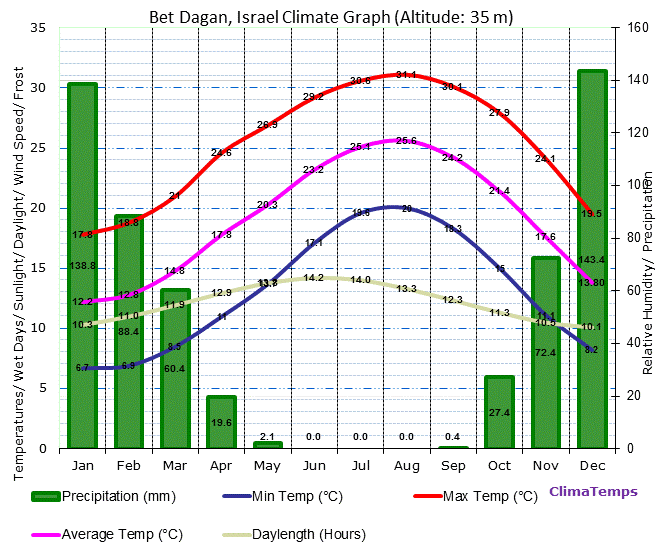 Bet Dagan, Israel Climate Graph (Altitude: 35 m)
Temperatures/ Wet Days/ Sunlight/ Daylight/ Wind Speed/ Frost
Relative Humidity/ Precipitation
35
30
25
20
15
10
5
0
160
140
120
100
80
60
40
20
0
17.8 18.8 21 24.6 26.9 29.2 30.6 31.1 30.1 27.9 24.1 19.5
12.2 12.8 14.8 17.8 20.3 23.2 25.1 25.6 24.2 21.4 17.6 13.80
10.3 11.0 11.9 12.9 14.2 14.0 13.3 12.3 11.3 10.5 10.1
6.7 6.9 8.5 11 17.1 19.6 20 18.3 15 11.1 8.2
138.8 88.4 60.4 19.6 2.1 0.0 0.0 0.0 0.4 27.4 72.4 143.4
Jan Feb Mar Apr May Jun Jul Aug Sep Oct Nov Dec
Precipitation (mm) Min Temp (°C) Max Temp (°C) ClimaTemps
Average Temp (°C) Daylength (Hours)